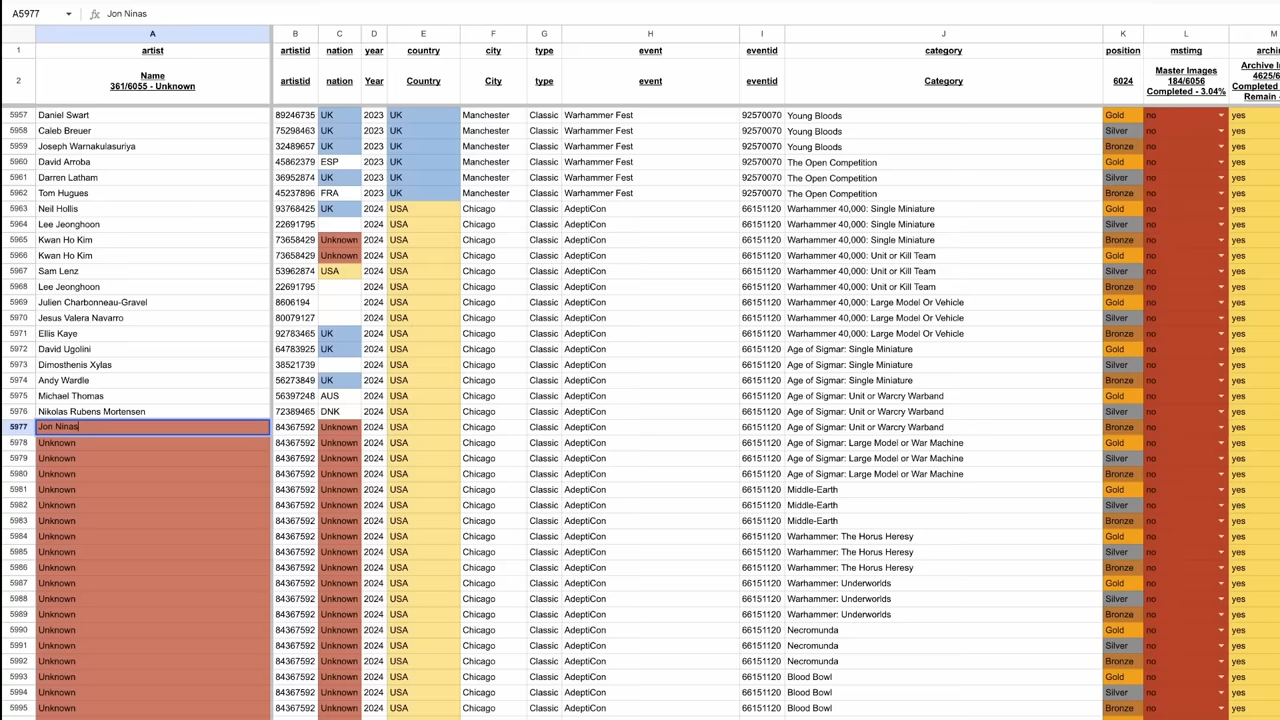 A5977 fx Jon Ninas
A B C D E F G H I J K L M
1 artist artistid nation year country city type event eventid category position mstimg
2 Name 361/6055 - Unknown artistid nation Year Country City type event eventid Category 6024 Master Images 184/6056 Completed - 3.04% Archive 4625/6 Completed Remain -
5957 Daniel Swart 89246735 UK 2023 UK Manchester Classic Warhammer Fest 92570070 Young Bloods Gold no yes
5958 Caleb Breuer 75298463 UK 2023 UK Manchester Classic Warhammer Fest 92570070 Young Bloods Silver no yes
5959 Joseph Warnakulasuriya 32489657 UK 2023 UK Manchester Classic Warhammer Fest 92570070 Young Bloods Bronze no yes
5960 David Arroba 45862379 ESP 2023 UK Manchester Classic Warhammer Fest 92570070 The Open Competition Gold no yes
5961 Darren Latham 36952874 UK 2023 UK Manchester Classic Warhammer Fest 92570070 The Open Competition Silver no yes
5962 Tom Hugues 45237896 FRA 2023 UK Manchester Classic Warhammer Fest 92570070 The Open Competition Bronze no yes
5963 Neil Hollis 93768425 UK 2024 USA Chicago Classic AdeptiCon 66151120 Warhammer 40,000: Single Miniature Gold no yes
5964 Lee Jeonghoon 22691795 2024 USA Chicago Classic AdeptiCon 66151120 Warhammer 40,000: Single Miniature Silver no yes
5965 Kwan Ho Kim 73658429 Unknown 2024 USA Chicago Classic AdeptiCon 66151120 Warhammer 40,000: Single Miniature Bronze no yes
5966 Kwan Ho Kim 73658429 Unknown 2024 USA Chicago Classic AdeptiCon 66151120 Warhammer 40,000: Unit or Kill Team Gold no yes
5967 Sam Lenz 53962874 USA 2024 USA Chicago Classic AdeptiCon 66151120 Warhammer 40,000: Unit or Kill Team Silver no yes
5968 Lee Jeonghoon 22691795 2024 USA Chicago Classic AdeptiCon 66151120 Warhammer 40,000: Unit or Kill Team Bronze no yes
5969 Julien Charbonneau-Gravel 8606194 2024 USA Chicago Classic AdeptiCon 66151120 Warhammer 40,000: Large Model Or Vehicle Gold no yes
5970 Jesus Valera Navarro 80079127 2024 USA Chicago Classic AdeptiCon 66151120 Warhammer 40,000: Large Model Or Vehicle Silver no yes
5971 Ellis Kaye 92783465 UK 2024 USA Chicago Classic AdeptiCon 66151120 Warhammer 40,000: Large Model Or Vehicle Bronze no yes
5972 David Ugolini 64783925 UK 2024 USA Chicago Classic AdeptiCon 66151120 Age of Sigmar: Single Miniature Gold no yes
5973 Dimosthenis Xylas 38521739 2024 USA Chicago Classic AdeptiCon 66151120 Age of Sigmar: Single Miniature Silver no yes
5974 Andy Wardle 56273849 UK 2024 USA Chicago Classic AdeptiCon 66151120 Age of Sigmar: Single Miniature Bronze no yes
5975 Michael Thomas 56397248 AUS 2024 USA Chicago Classic AdeptiCon 66151120 Age of Sigmar: Unit or Warcry Warband Gold no yes
5976 Nikolas Rubens Mortensen 72389465 DNK 2024 USA Chicago Classic AdeptiCon 66151120 Age of Sigmar: Unit or Warcry Warband Silver no yes
5977 Jon Ninas 84367592 Unknown 2024 USA Chicago Classic AdeptiCon 66151120 Age of Sigmar: Unit or Warcry Warband Bronze no yes
5978 Unknown 84367592 Unknown 2024 USA Chicago Classic AdeptiCon 66151120 Age of Sigmar: Large Model or War Machine Gold no yes
5979 Unknown 84367592 Unknown 2024 USA Chicago Classic AdeptiCon 66151120 Age of Sigmar: Large Model or War Machine Silver no yes
5980 Unknown 84367592 Unknown 2024 USA Chicago Classic AdeptiCon 66151120 Age of Sigmar: Large Model or War Machine Bronze no yes
5981 Unknown 84367592 Unknown 2024 USA Chicago Classic AdeptiCon 66151120 Middle-Earth Gold no yes
5982 Unknown 84367592 Unknown 2024 USA Chicago Classic AdeptiCon 66151120 Middle-Earth Silver no yes
5983 Unknown 84367592 Unknown 2024 USA Chicago Classic AdeptiCon 66151120 Middle-Earth Bronze no yes
5984 Unknown 84367592 Unknown 2024 USA Chicago Classic AdeptiCon 66151120 Warhammer: The Horus Heresy Gold no yes
5985 Unknown 84367592 Unknown 2024 USA Chicago Classic AdeptiCon 66151120 Warhammer: The Horus Heresy Silver no yes
5986 Unknown 84367592 Unknown 2024 USA Chicago Classic AdeptiCon 66151120 Warhammer: The Horus Heresy Bronze no yes
5987 Unknown 84367592 Unknown 2024 USA Chicago Classic AdeptiCon 66151120 Warhammer: Underworlds Gold no yes
5988 Unknown 84367592 Unknown 2024 USA Chicago Classic AdeptiCon 66151120 Warhammer: Underworlds Silver no yes
5989 Unknown 84367592 Unknown 2024 USA Chicago Classic AdeptiCon 66151120 Warhammer: Underworlds Bronze no yes
5990 Unknown 84367592 Unknown 2024 USA Chicago Classic AdeptiCon 66151120 Necromunda Gold no yes
5991 Unknown 84367592 Unknown 2024 USA Chicago Classic AdeptiCon 66151120 Necromunda Silver no yes
5992 Unknown 84367592 Unknown 2024 USA Chicago Classic AdeptiCon 66151120 Necromunda Bronze no yes
5993 Unknown 84367592 Unknown 2024 USA Chicago Classic AdeptiCon 66151120 Blood Bowl Gold no yes
5994 Unknown 84367592 Unknown 2024 USA Chicago Classic AdeptiCon 66151120 Blood Bowl Silver no yes
5995 Unknown 84367592 Unknown 2024 USA Chicago Classic AdeptiCon 66151120 Blood Bowl Bronze no yes